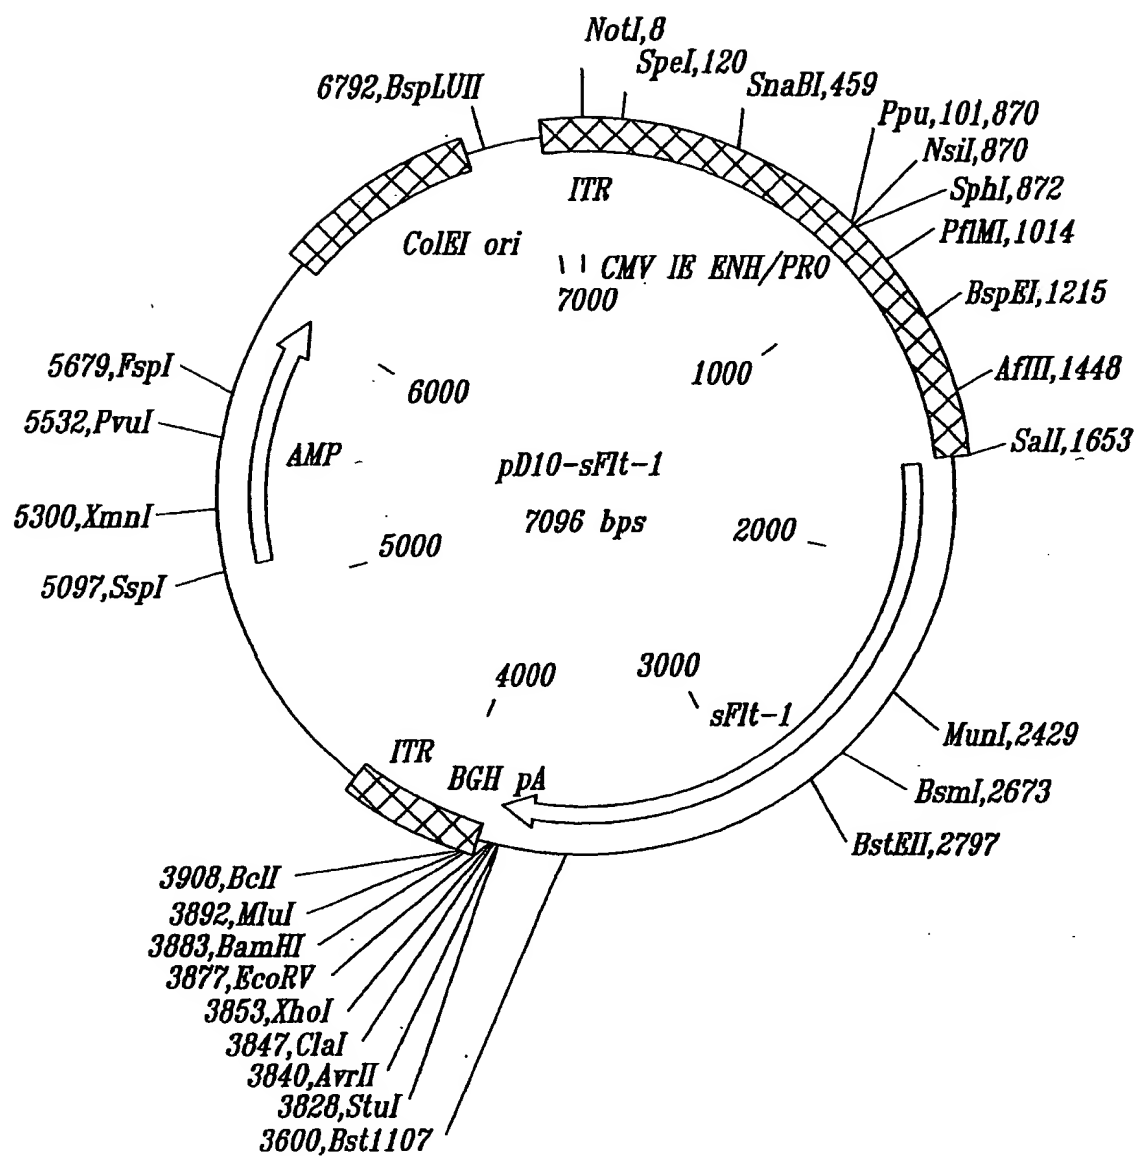 NotI,8
SpeI,120
SnaBI,459
6792,BspLUII
Ppu,101,870
NsiI,870
SphI,872
PflMI,1014
BspEI,1215
AflII,1448
SalI,1653
ITR
ColEI ori
CMV IE ENH/PRO
7000
1000
6000
5679,FspI
5532,PvuI
AMP
5300,XmnI
5097,SspI
pD10-sFlt-1
7096 bps
2000
5000
3000
4000
sFlt-1
MunI,2429
BsmI,2673
BstEII,2797
ITR
BGH pA
3908,BclI
3892,MluI
3883,BamHI
3877,EcoRV
3853,XhoI
3847,ClaI
3840,AvrII
3828,StuI
3600,Bst1107